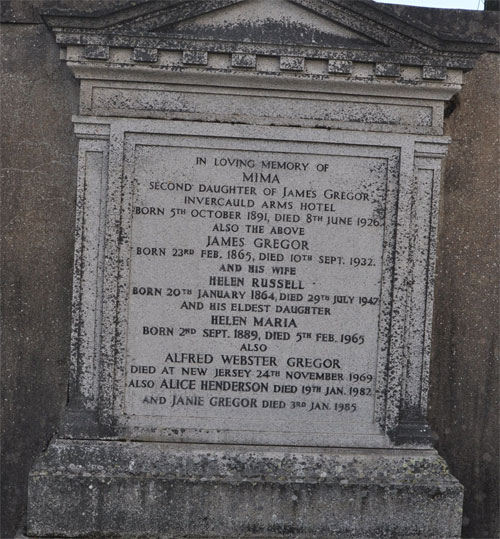 IN LOVING MEMORY OF
MIMA
SECOND DAUGHTER OF JAMES GREGOR
INVERCAULD ARMS HOTEL
BORN 5TH OCTOBER 1891, DIED 8TH JUNE 1926.
ALSO THE ABOVE
JAMES GREGOR
BORN 23RD FEB. 1865, DIED 10TH SEPT. 1932.
AND HIS WIFE
HELEN RUSSELL
BORN 20TH JANUARY 1864, DIED 29TH JULY 1947
AND HIS ELDEST DAUGHTER
HELEN MARIA
BORN 2ND SEPT. 1889, DIED 5TH FEB. 1965
ALSO
ALFRED WEBSTER GREGOR
DIED AT NEW JERSEY 24TH NOVEMBER 1969
ALSO ALICE HENDERSON DIED 19TH JAN. 1982
AND JANIE GREGOR DIED 3RD JAN. 1985